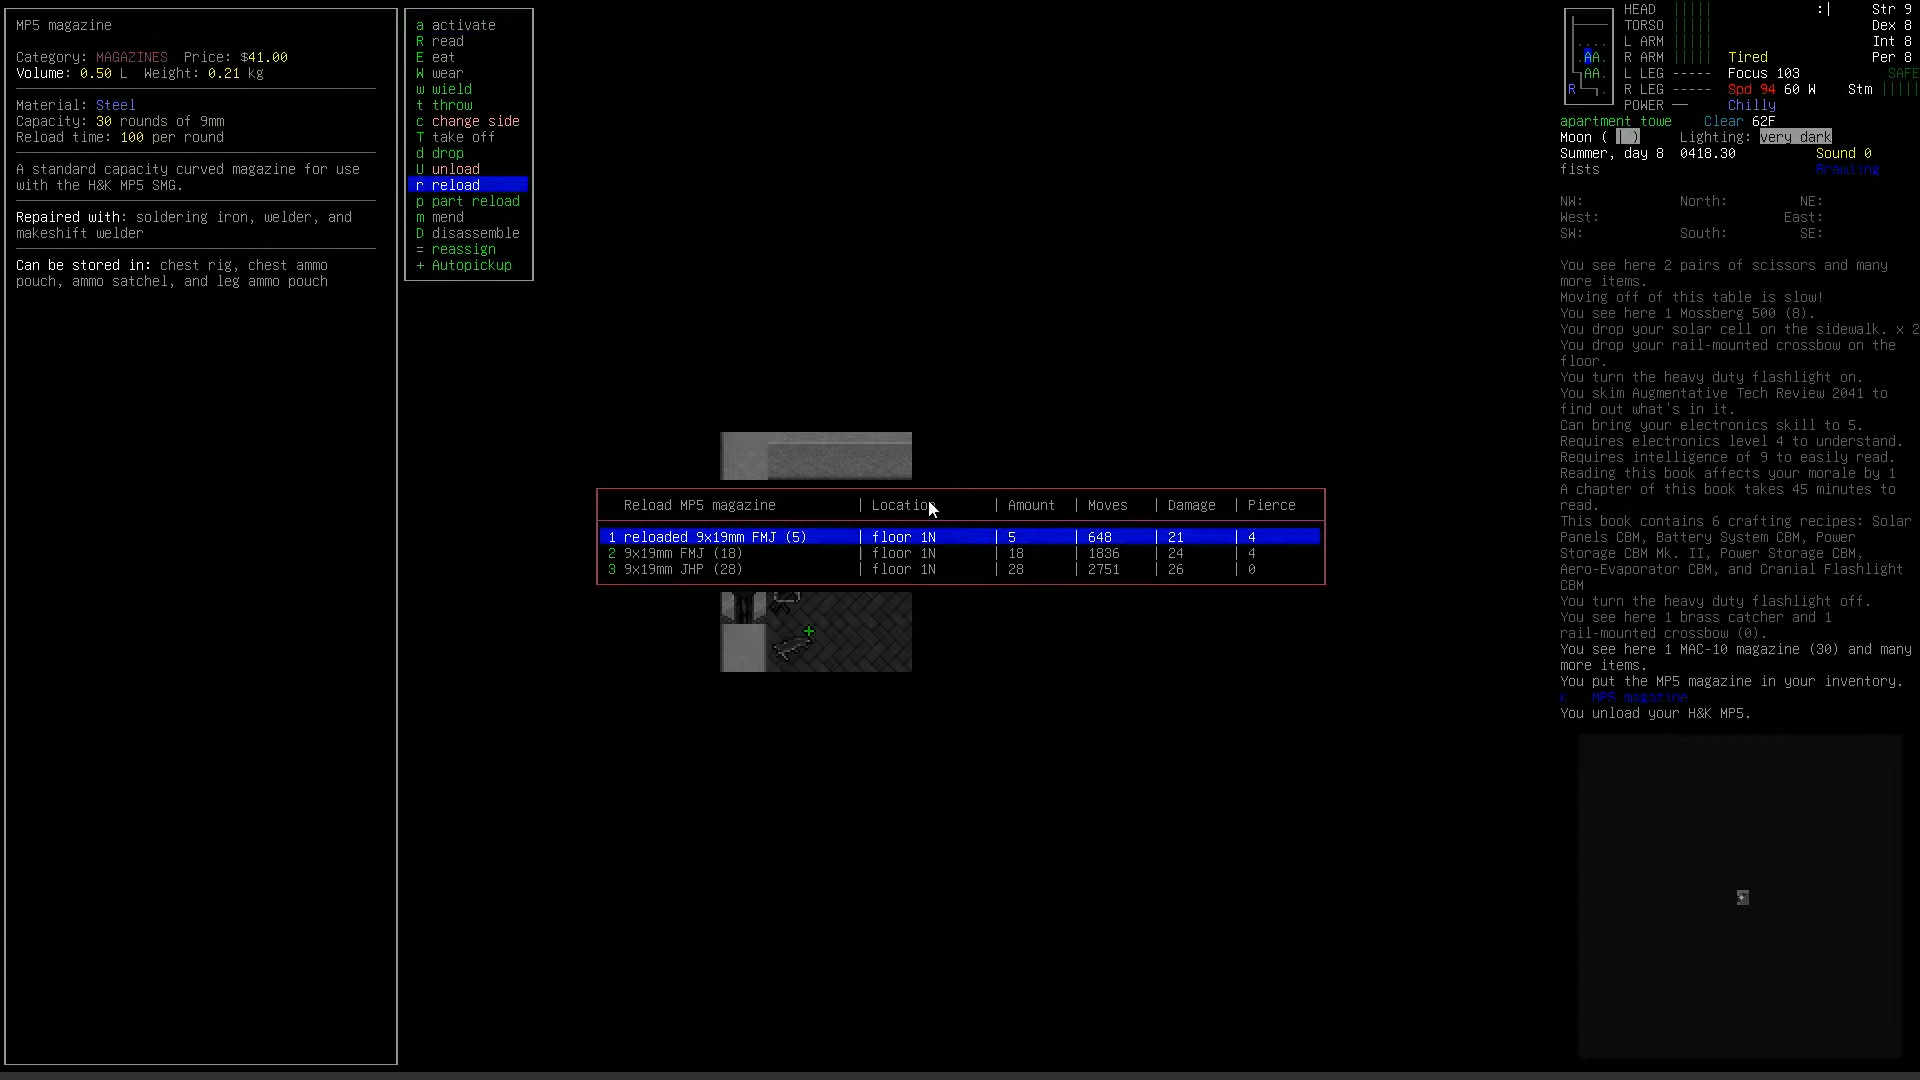 MP5 magazine
Category: MAGAZINES  Price: $41.00
Volume: 0.50 L  Weight: 0.21 kg
Material: Steel
Capacity: 30 rounds of 9mm
Reload time: 100 per round
A standard capacity curved magazine for use
with the H&K MP5 SMG.
Repaired with: soldering iron, welder, and
makeshift welder
Can be stored in: chest rig, chest ammo
pouch, ammo satchel, and leg ammo pouch
a activate
R read
E eat
W wear
w wield
t throw
c change side
T take off
d drop
U unload
r reload
p part reload
m mend
D disassemble
= reassign
+ Autopickup
Reload MP5 magazine | Location | Amount | Moves | Damage | Pierce
1 reloaded 9x19mm FMJ (5) | floor 1N | 5 | 648 | 21 | 4
2 9x19mm FMJ (18) | floor 1N | 18 | 1836 | 24 | 4
3 9x19mm JHP (28) | floor 1N | 28 | 2751 | 26 | 0
HEAD ||||| :| Str 9
TORSO ||||| Dex 8
L ARM ||||| Int 8
R ARM ||||| Tired Per 8
L LEG ----- Focus 103 SAFE
R LEG ----- Spd 94 60 W Stm |||||
POWER -- Chilly
apartment towe Clear 62F
Moon ( | ) Lighting: very dark
Summer, day 8 0418.30 Sound 0
fists Brawling
NW: North: NE:
West: East:
SW: South: SE:
You see here 2 pairs of scissors and many
more items.
Moving off of this table is slow!
You see here 1 Mossberg 500 (8).
You drop your solar cell on the sidewalk. x 2
You drop your rail-mounted crossbow on the
floor.
You turn the heavy duty flashlight on.
You skim Augmentative Tech Review 2041 to
find out what's in it.
Can bring your electronics skill to 5.
Requires electronics level 4 to understand.
Requires intelligence of 9 to easily read.
Reading this book affects your morale by 1
A chapter of this book takes 45 minutes to
read.
This book contains 6 crafting recipes: Solar
Panels CBM, Battery System CBM, Power
Storage CBM Mk. II, Power Storage CBM,
Aero-Evaporator CBM, and Cranial Flashlight
CBM
You turn the heavy duty flashlight off.
You see here 1 brass catcher and 1
rail-mounted crossbow (0).
You see here 1 MAC-10 magazine (30) and many
more items.
You put the MP5 magazine in your inventory.
MP5 magazine
You unload your H&K MP5.